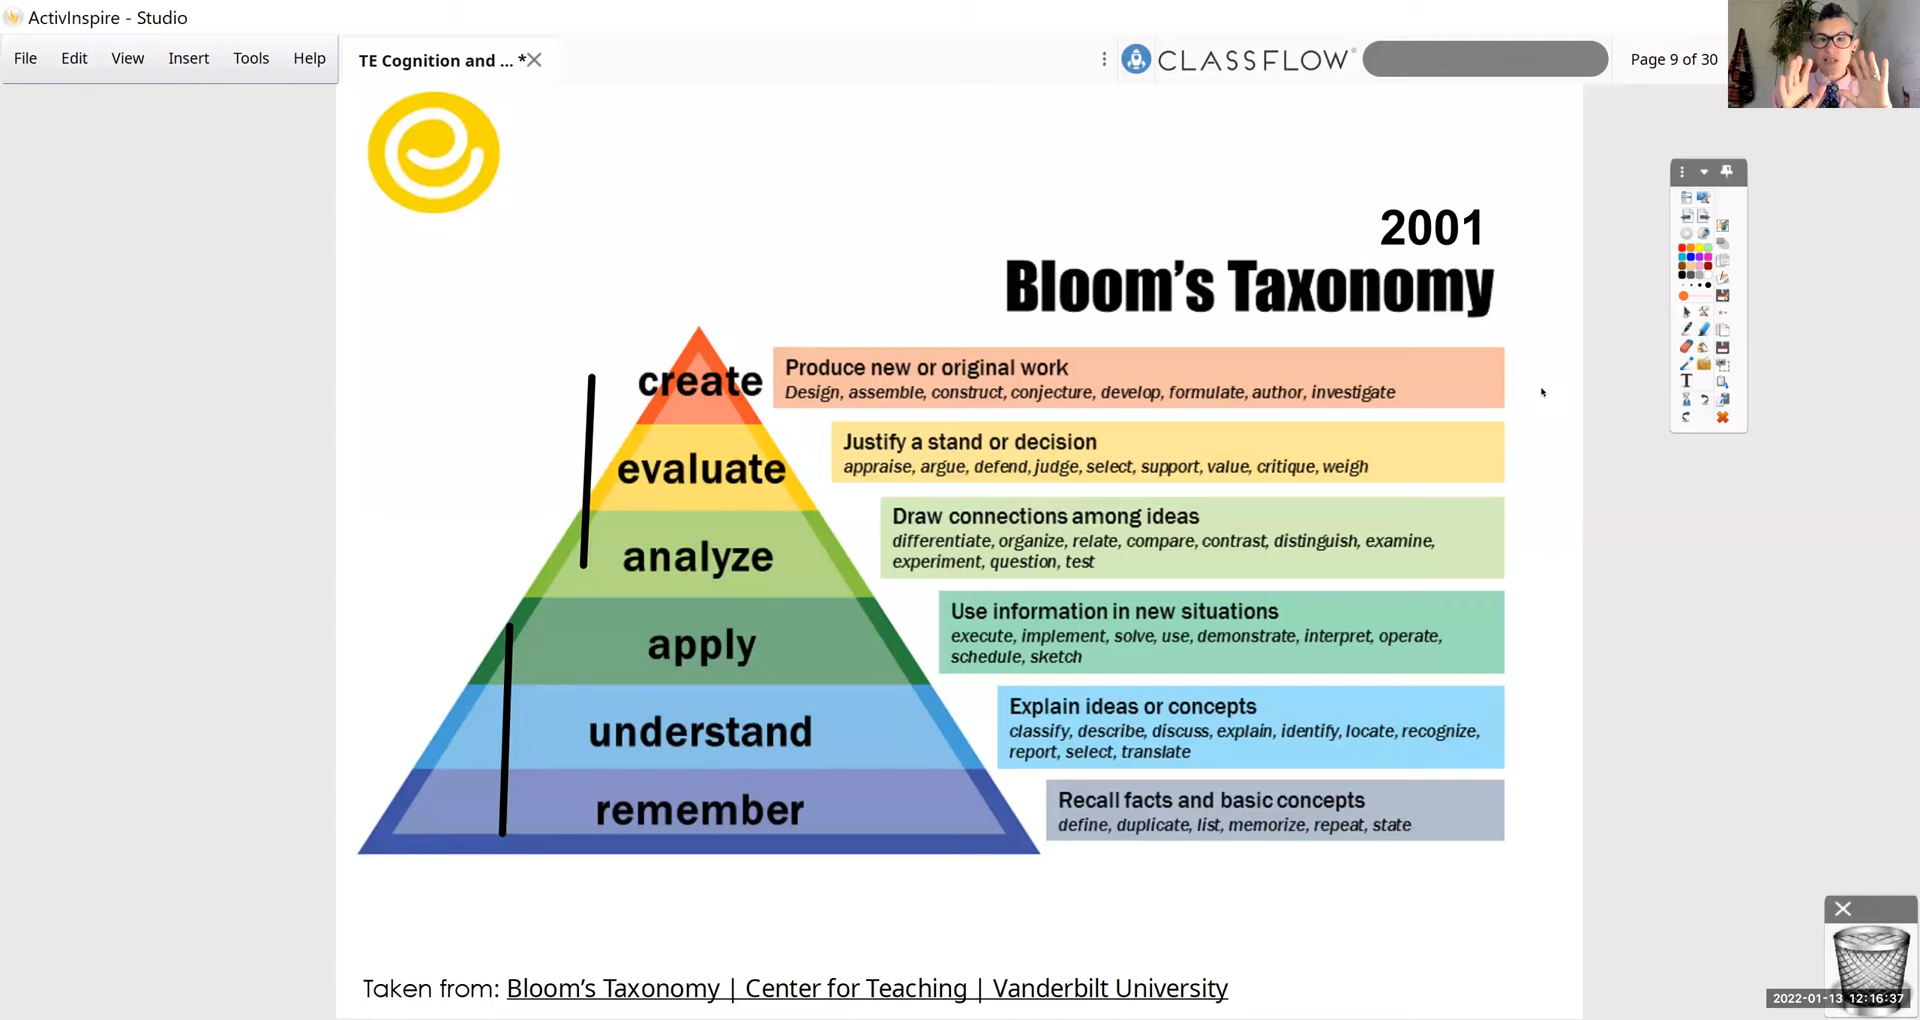 ActivInspire - Studio
File Edit View Insert Tools Help
TE Cognition and ... *
CLASSFLOW
Page 9 of 30
2001
Bloom's Taxonomy
create
Produce new or original work
Design, assemble, construct, conjecture, develop, formulate, author, investigate
evaluate
Justify a stand or decision
appraise, argue, defend, judge, select, support, value, critique, weigh
analyze
Draw connections among ideas
differentiate, organize, relate, compare, contrast, distinguish, examine,
experiment, question, test
apply
Use information in new situations
execute, implement, solve, use, demonstrate, interpret, operate,
schedule, sketch
understand
Explain ideas or concepts
classify, describe, discuss, explain, identify, locate, recognize,
report, select, translate
remember
Recall facts and basic concepts
define, duplicate, list, memorize, repeat, state
Taken from: Bloom's Taxonomy | Center for Teaching | Vanderbilt University
2022-01-13 12:16:37